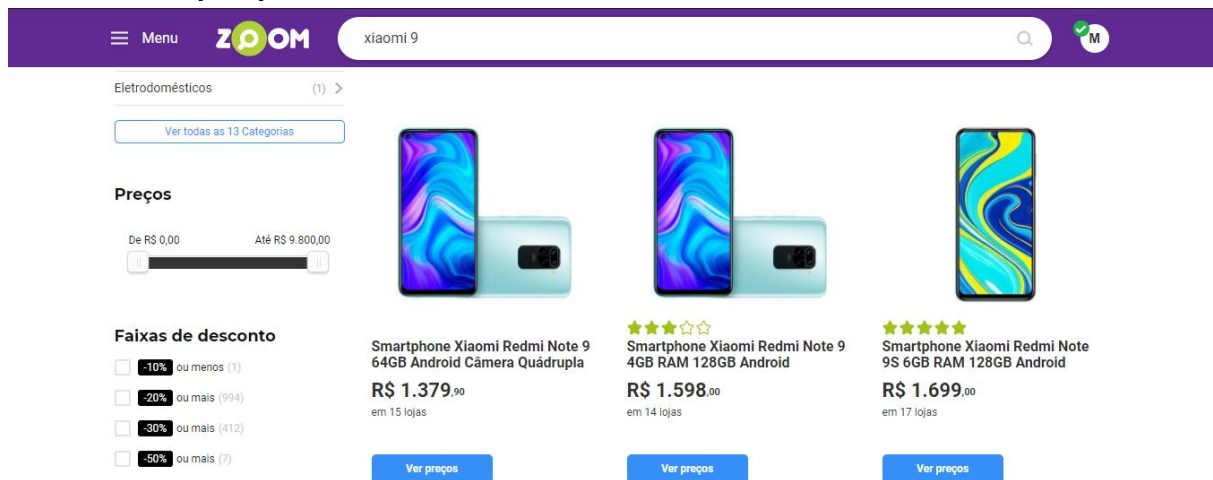 Menu
ZOOM
xiaomi 9
M
Eletrodomésticos (1)
Ver todas as 13 Categorias
Preços
De R$ 0,00 Até R$ 9.800,00
Faixas de desconto
-10% ou menos (1)
-20% ou mais (994)
-30% ou mais (412)
-50% ou mais (7)
Smartphone Xiaomi Redmi Note 9
64GB Android Câmera Quádrupla
R$ 1.379,90
em 15 lojas
Ver preços
Smartphone Xiaomi Redmi Note 9
4GB RAM 128GB Android
R$ 1.598,00
em 14 lojas
Ver preços
Smartphone Xiaomi Redmi Note
9S 6GB RAM 128GB Android
R$ 1.699,00
em 17 lojas
Ver preços